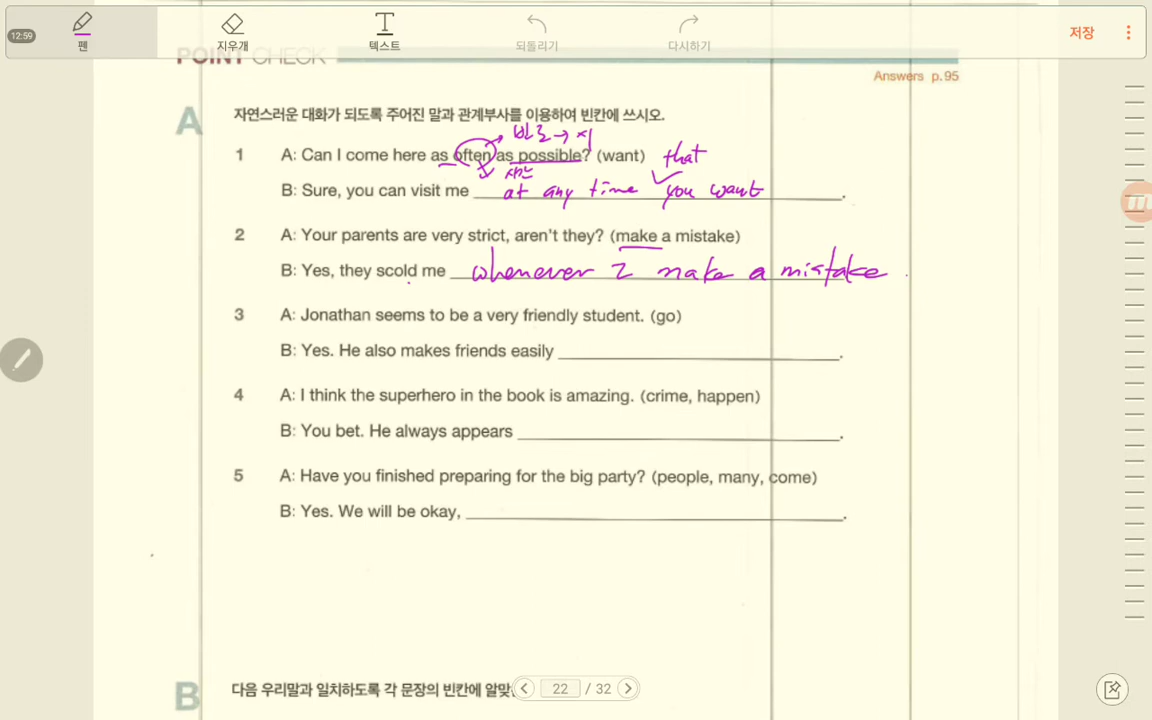 12:59
펜
지우개
텍스트
되돌리기
다시하기
저장
POINT CHECK
Answers p.95
A 자연스러운 대화가 되도록 주어진 말과 관계부사를 이용하여 빈칸에 쓰시오.
빈도 →
1 A: Can I come here as often as possible? (want) that
B: Sure, you can visit me at any time you want.
2 A: Your parents are very strict, aren't they? (make a mistake)
B: Yes, they scold me whenever I make a mistake.
3 A: Jonathan seems to be a very friendly student. (go)
B: Yes. He also makes friends easily .
4 A: I think the superhero in the book is amazing. (crime, happen)
B: You bet. He always appears .
5 A: Have you finished preparing for the big party? (people, many, come)
B: Yes. We will be okay, .
B 다음 우리말과 일치하도록 각 문장의 빈칸에
22 / 32